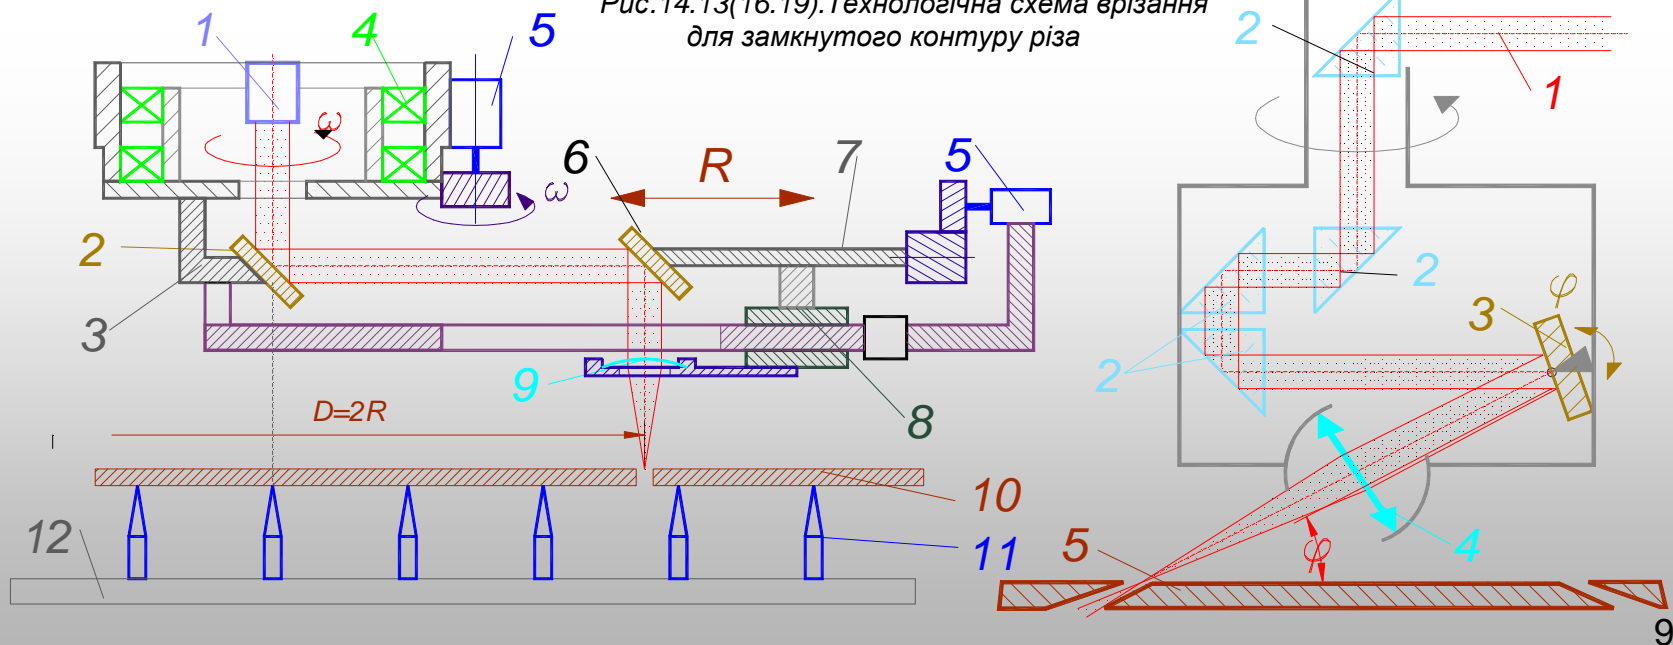 Рис.14.13(16.19).Технологічна схема врізання
для замкнутого контуру різа
1
4
5
2
1
ω
6
R
7
5
ω
2
2
3
φ
3
2
9
D=2R
8
4
10
12
11
5
φ
9